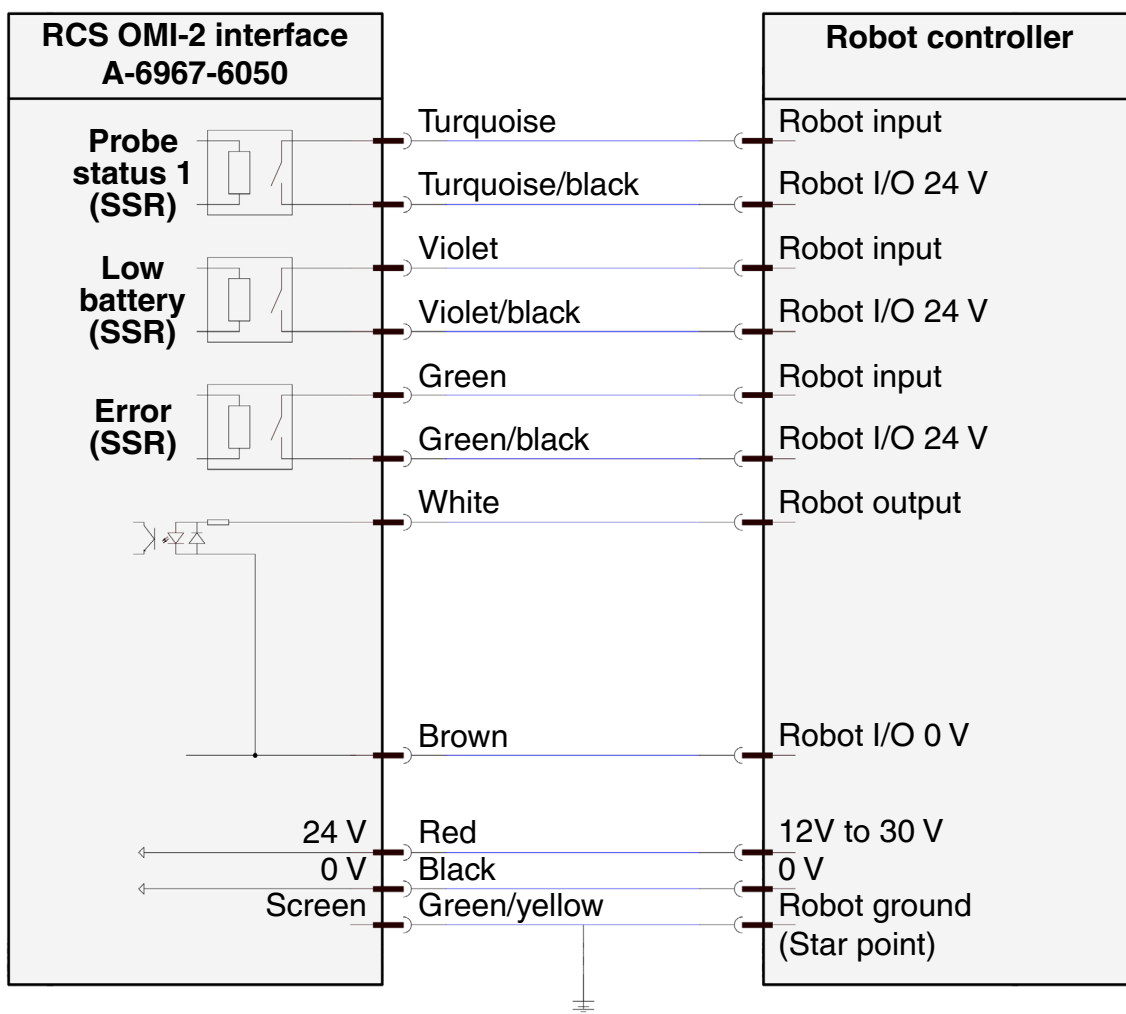 RCS OMI-2 interface
A-6967-6050
Robot controller
Probe
status 1
(SSR)
Turquoise
Robot input
Turquoise/black
Robot I/O 24 V
Low
battery
(SSR)
Violet
Robot input
Violet/black
Robot I/O 24 V
Error
(SSR)
Green
Robot input
Green/black
Robot I/O 24 V
White
Robot output
Brown
Robot I/O 0 V
24 V
Red
12V to 30 V
0 V
Black
0 V
Screen
Green/yellow
Robot ground
(Star point)